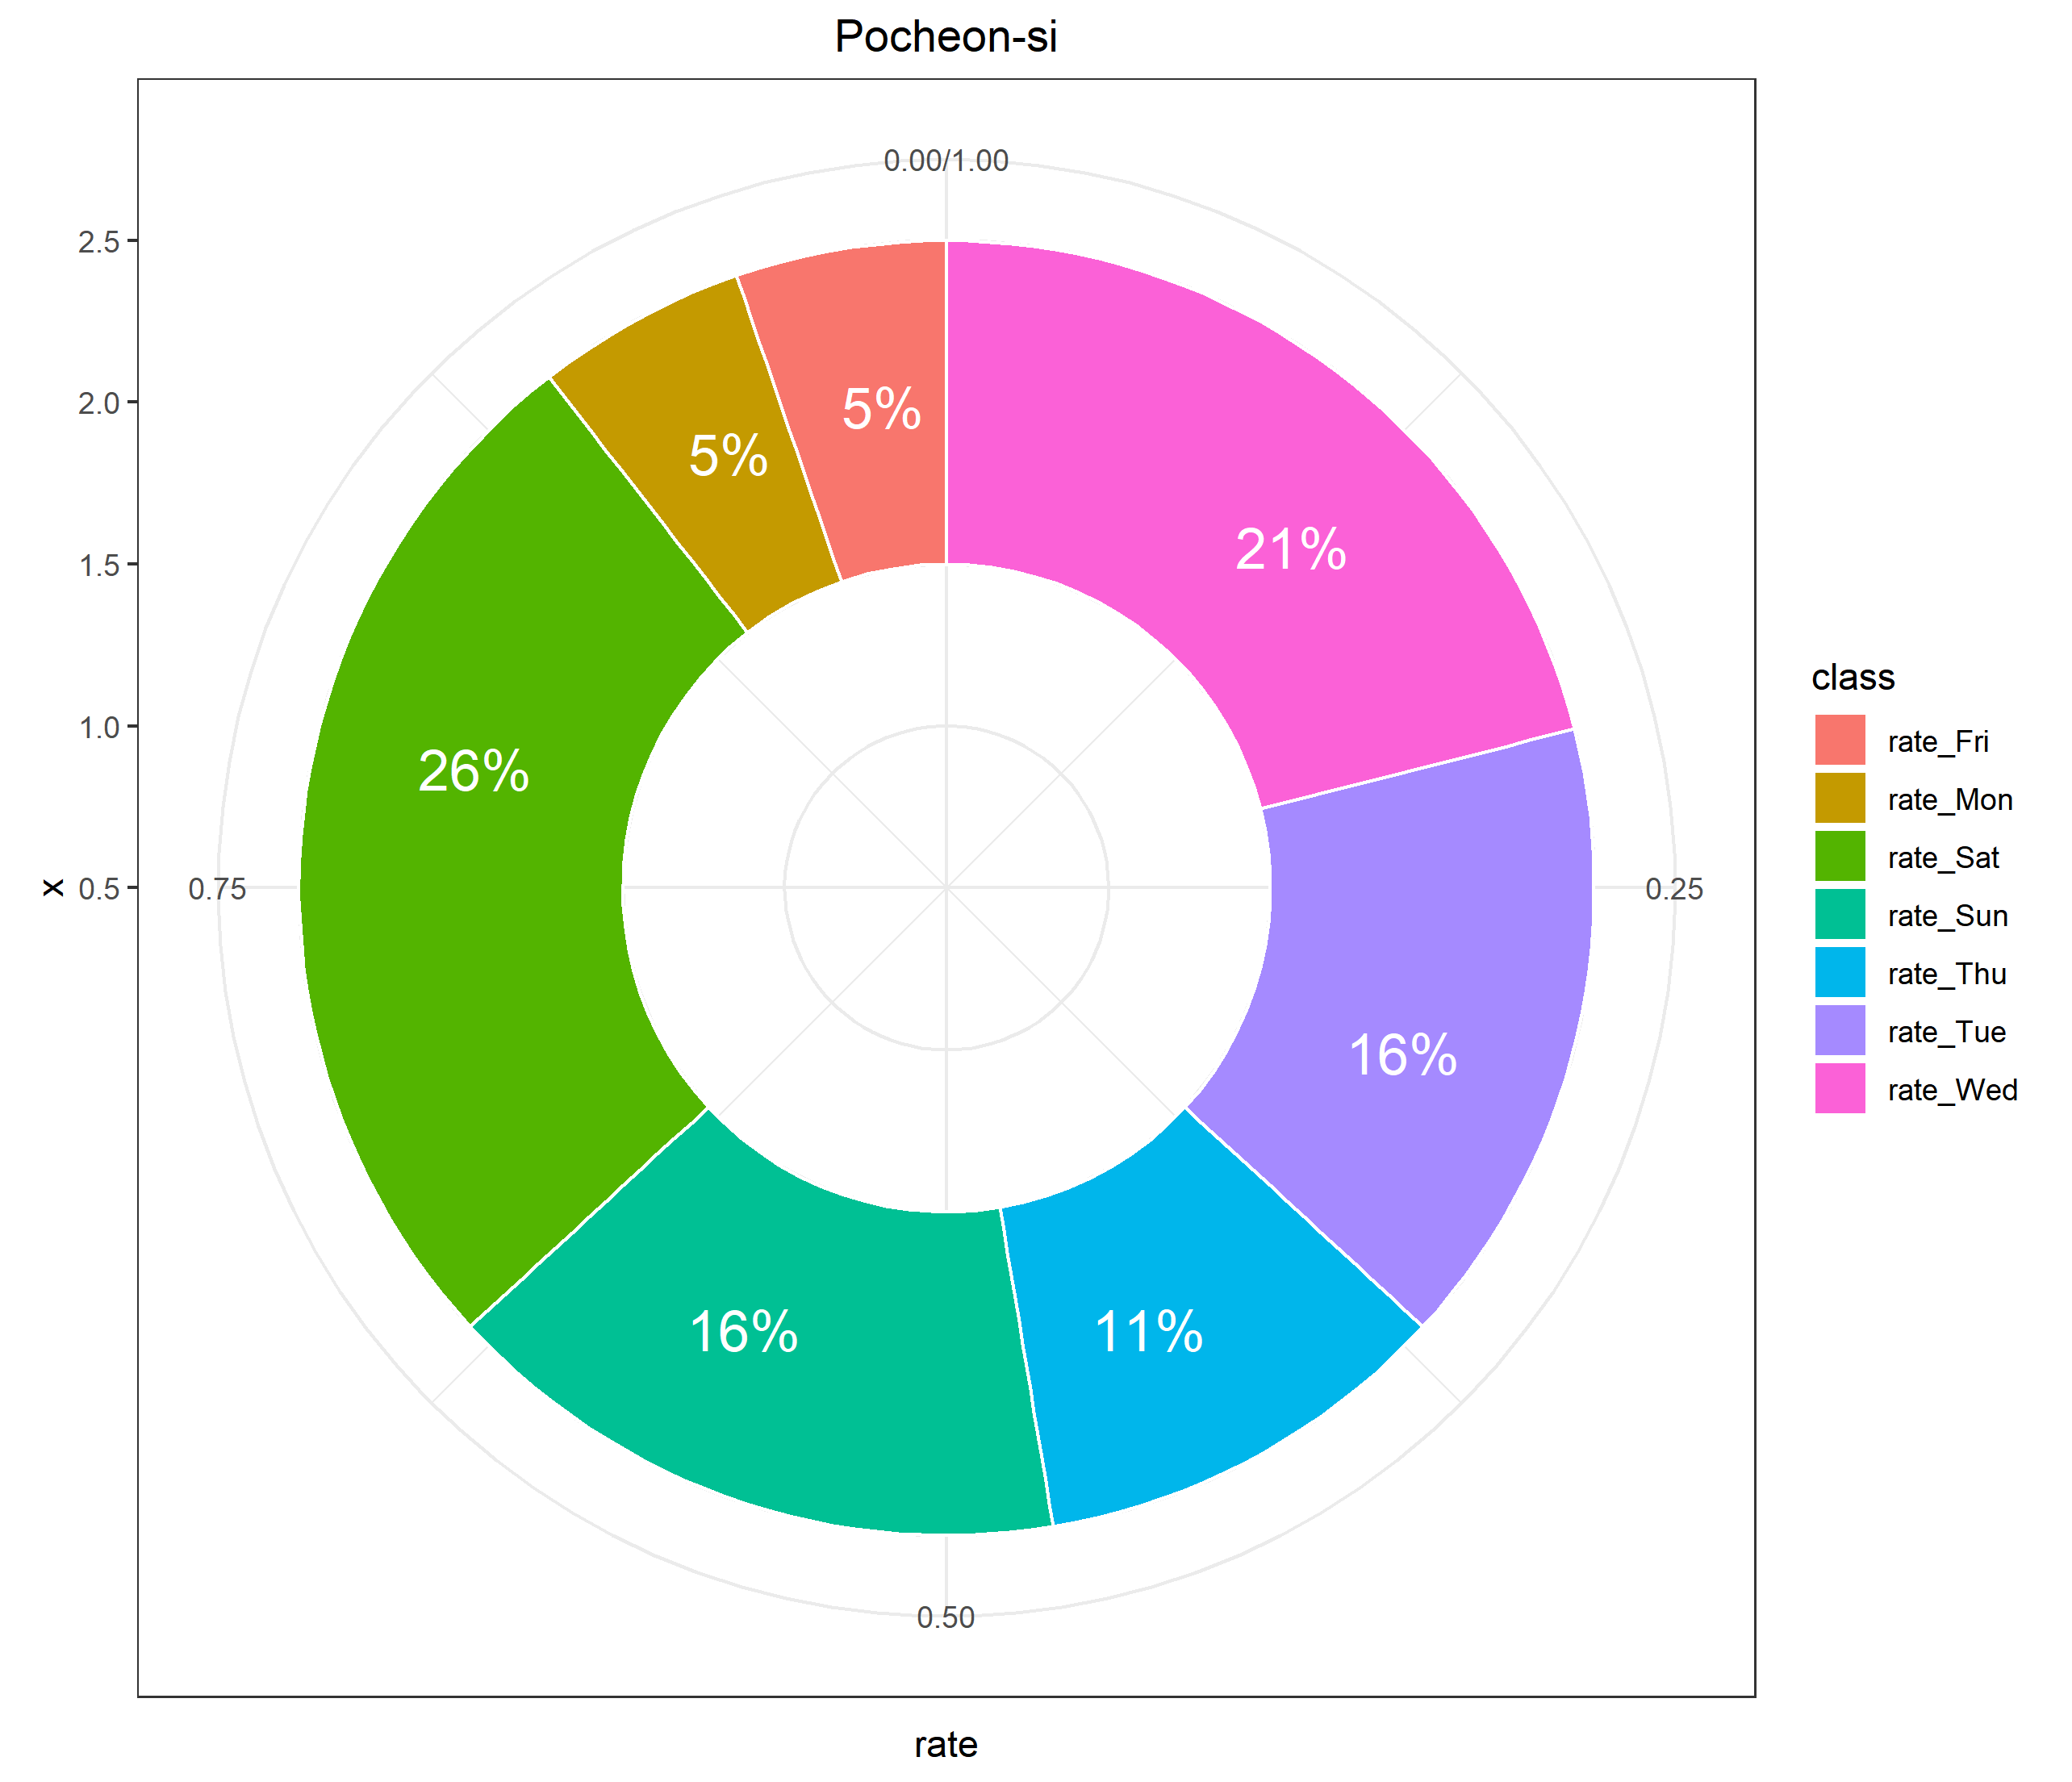 Pocheon-si
0.00/1.00
2.5
2.0
1.5
1.0
0.5
x
0.75
0.25
0.50
5%
5%
21%
26%
16%
16%
11%
rate
class
rate_Fri
rate_Mon
rate_Sat
rate_Sun
rate_Thu
rate_Tue
rate_Wed